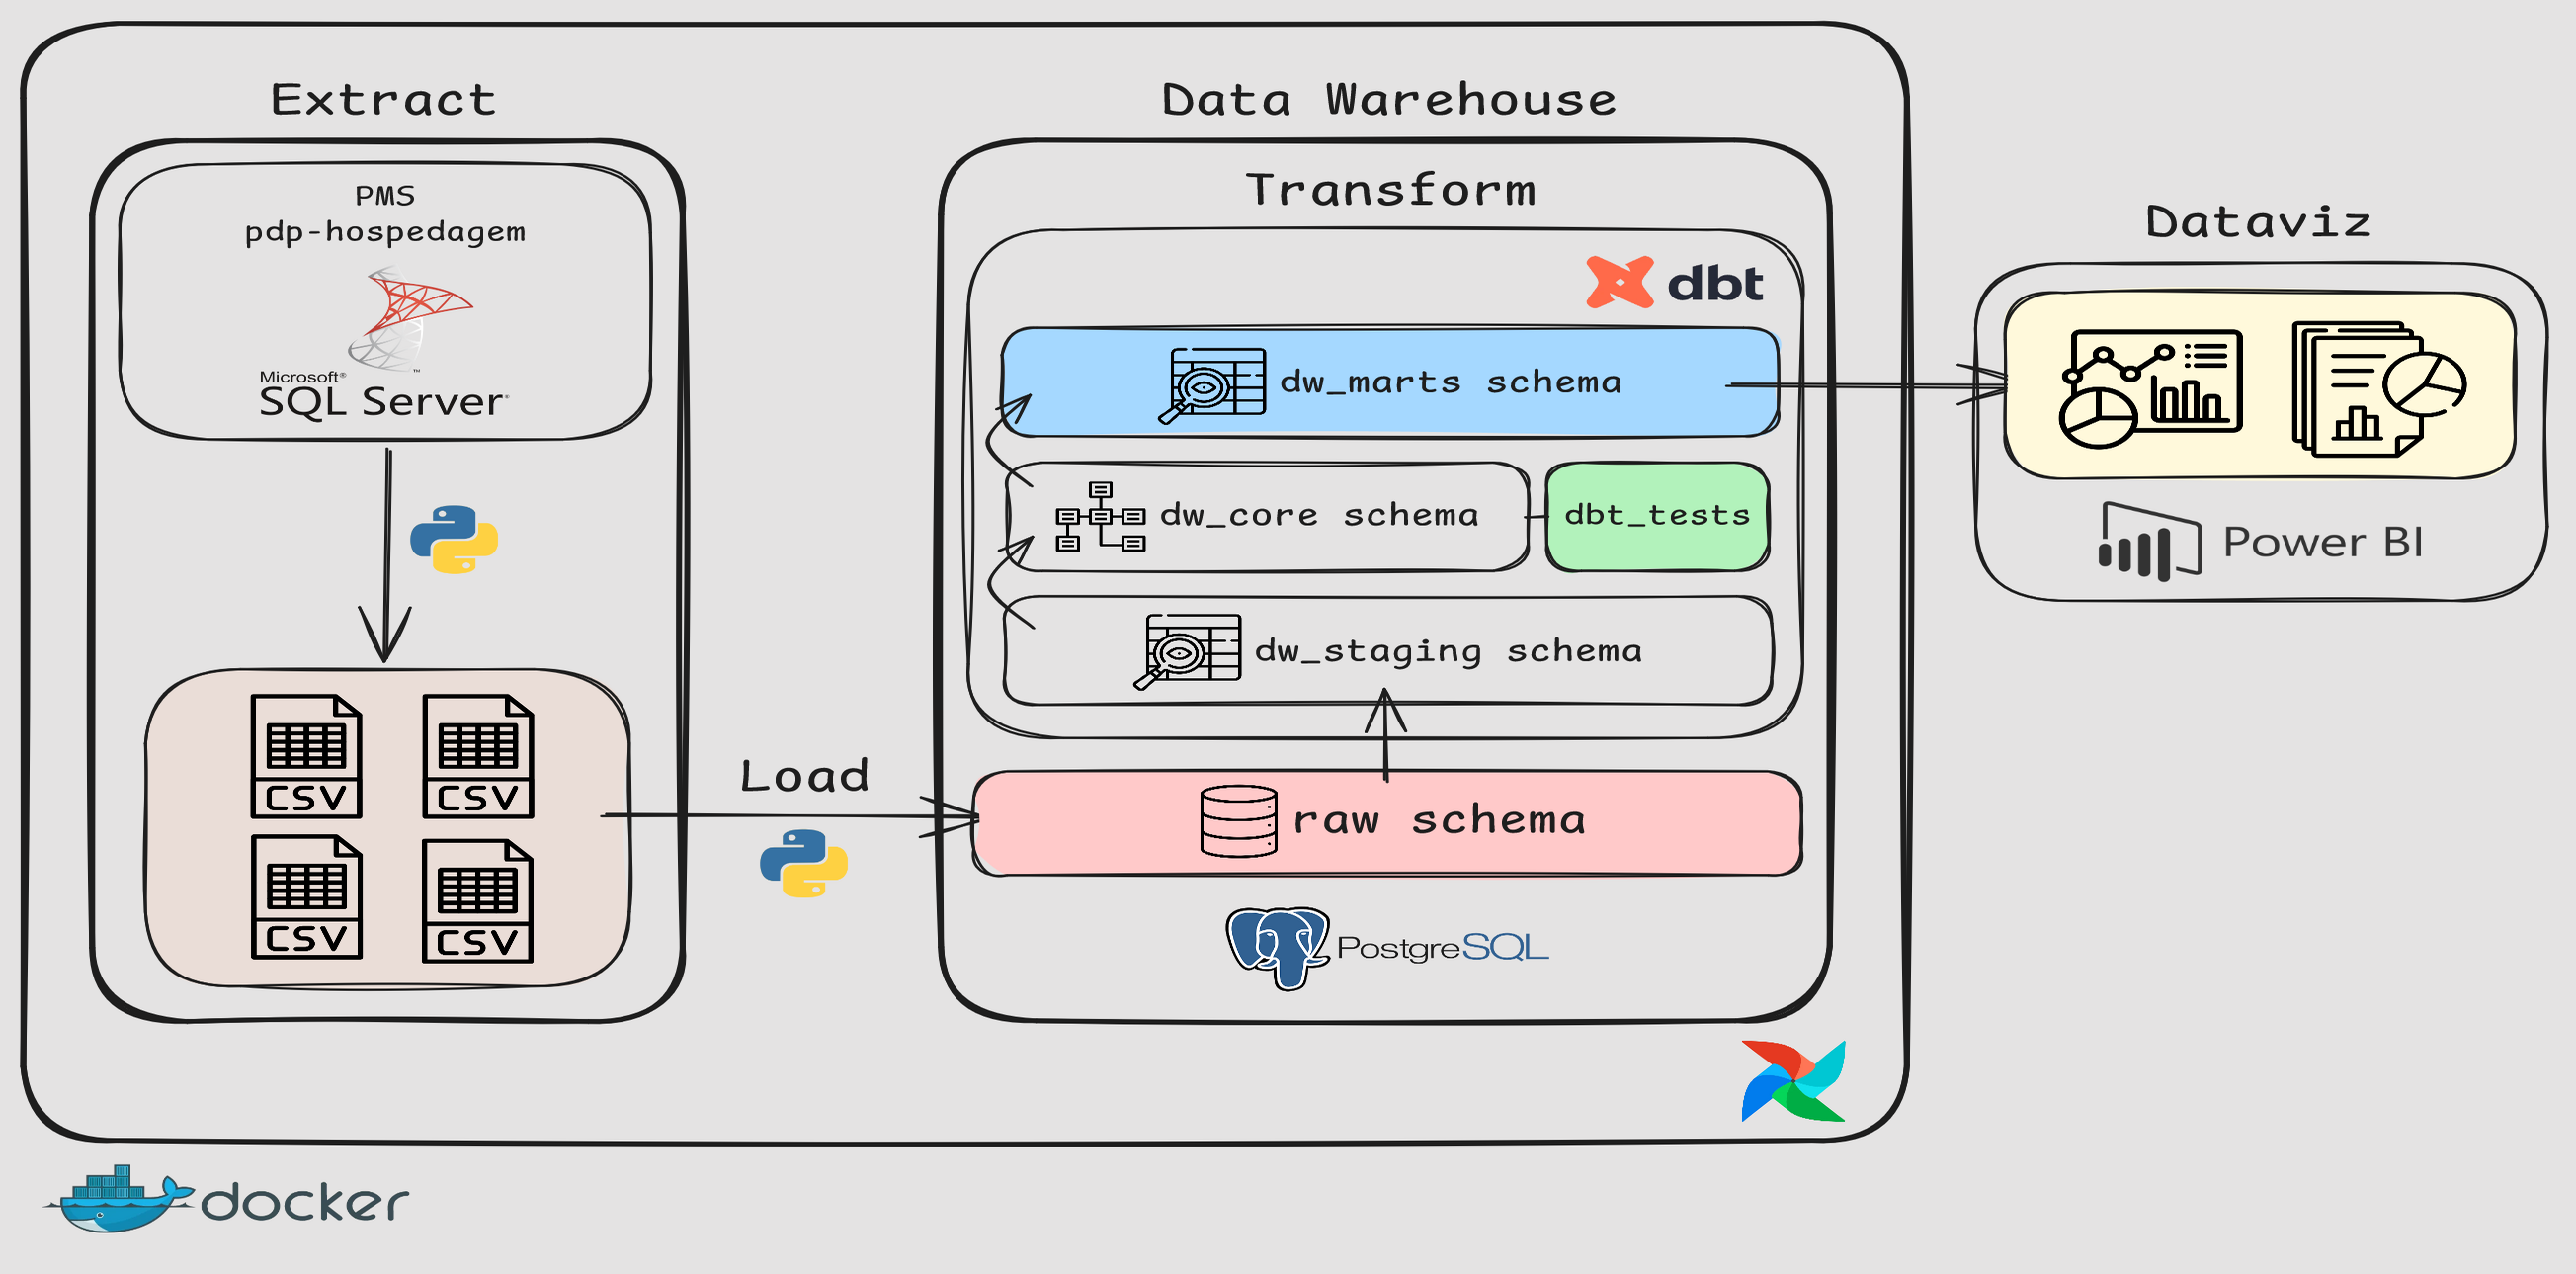 Extract
PMS
pdp-hospedagem
Microsoft®
SQL Server
CSV
CSV
CSV
CSV
Load
Data Warehouse
Transform
dbt
dw_marts schema
dw_core schema
dbt_tests
dw_staging schema
raw schema
PostgreSQL
Dataviz
Power BI
docker